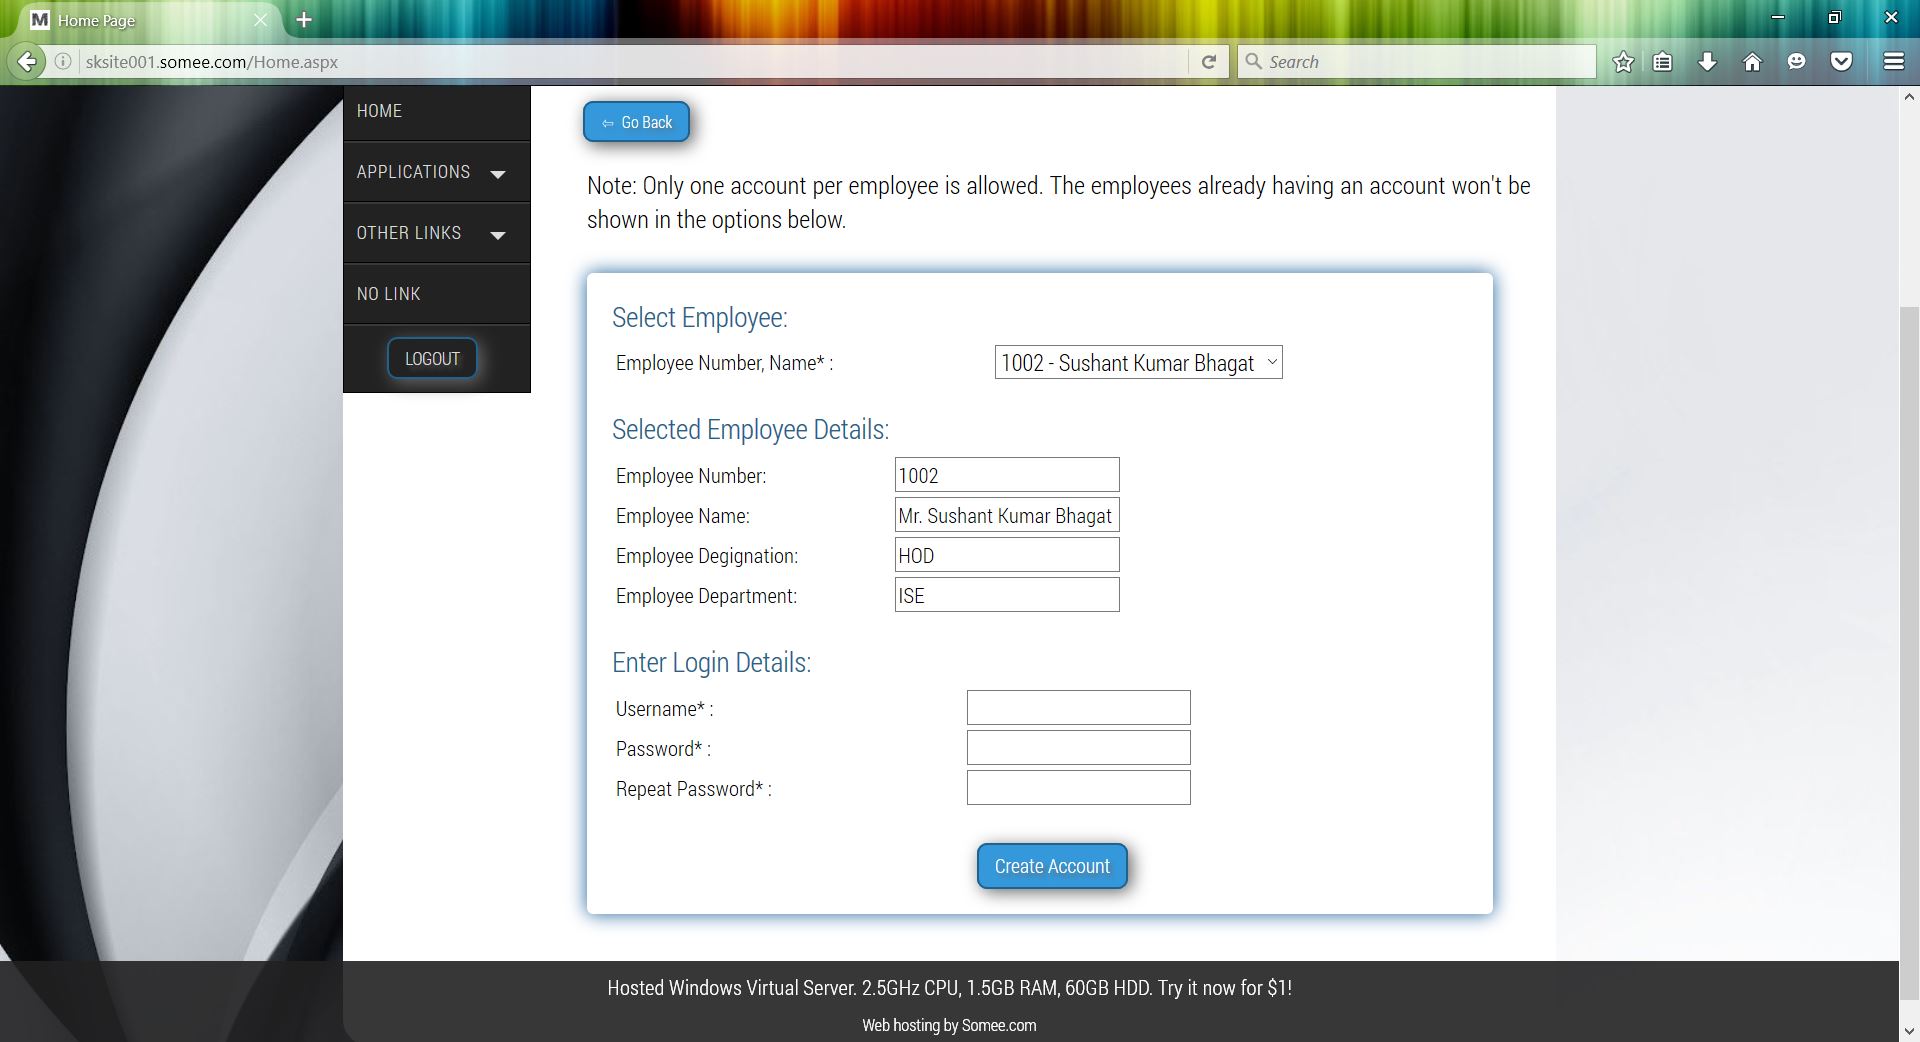 M Home Page
sksite001.somee.com/Home.aspx
Search
HOME
APPLICATIONS
OTHER LINKS
NO LINK
LOGOUT
⇦ Go Back
Note: Only one account per employee is allowed. The employees already having an account won't be
shown in the options below.
Select Employee:
Employee Number, Name* : 1002 - Sushant Kumar Bhagat
Selected Employee Details:
Employee Number: 1002
Employee Name: Mr. Sushant Kumar Bhagat
Employee Degignation: HOD
Employee Department: ISE
Enter Login Details:
Username* :
Password* :
Repeat Password* :
Create Account
Hosted Windows Virtual Server. 2.5GHz CPU, 1.5GB RAM, 60GB HDD. Try it now for $1!
Web hosting by Somee.com